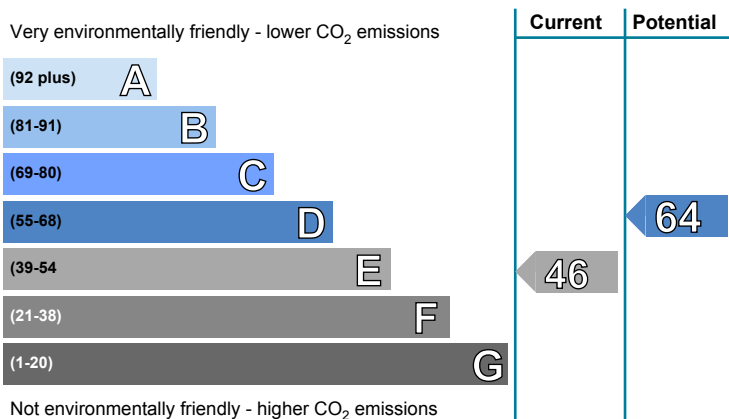 Current Potential
Very environmentally friendly - lower CO2 emissions
(92 plus) A
(81-91) B
(69-80) C
(55-68) D
64
(39-54 E
46
(21-38) F
(1-20) G
Not environmentally friendly - higher CO2 emissions